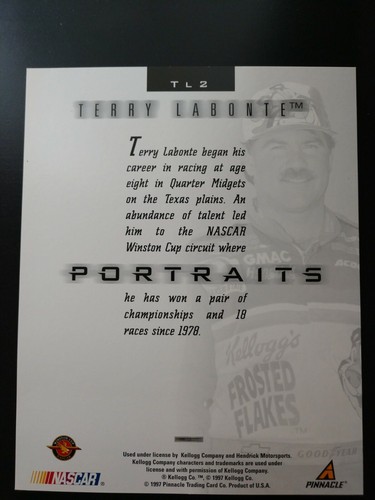 TL2
TERRY LABONTE™
Terry Labonte began his
career in racing at age
eight in Quarter Midgets
on the Texas plains. An
abundance of talent led
him to the NASCAR
Winston Cup circuit where
PORTRAITS
he has won a pair of
championships and 18
races since 1978.
GMAC
Kellogg's
FROSTED
FLAKES
GOODYEAR
Used under license by Kellogg Company and Hendrick Motorsports.
Kellogg Company characters and trademarks are used under
license and with permission of Kellogg Company.
® Kellogg Co. ™, © 1997 Kellogg Co.
© 1997 Pinnacle Trading Card Co. Product of U.S.A.
NASCAR®
PINNACLE®